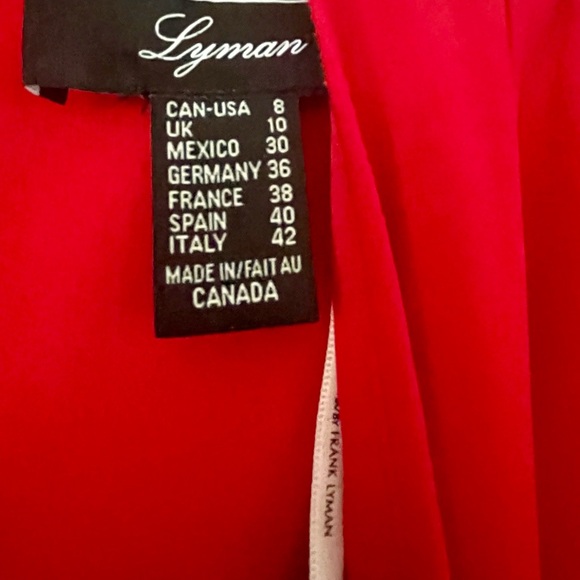 Lyman
CAN-USA 8
UK 10
MEXICO 30
GERMANY 36
FRANCE 38
SPAIN 40
ITALY 42
MADE IN/FAIT AU
CANADA
BY FRANK LYMAN